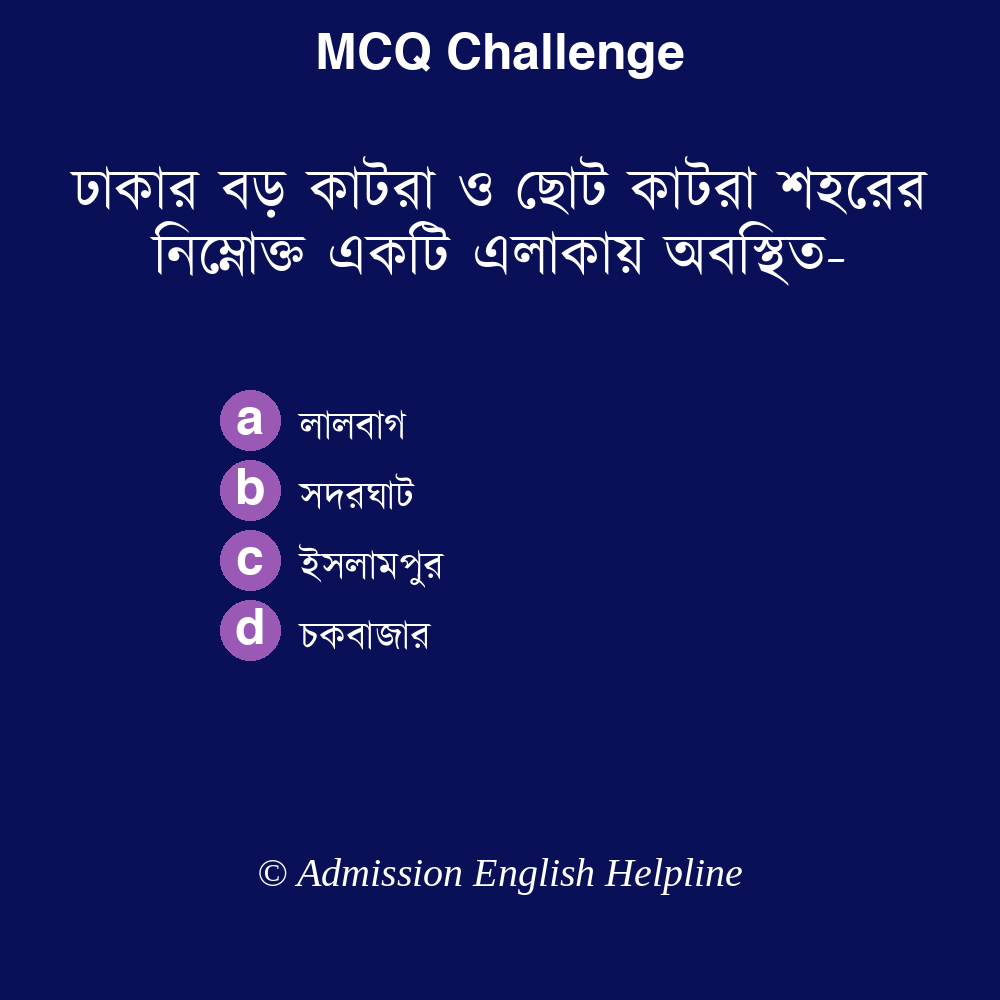 MCQ Challenge
ঢাকার বড় কাটরা ও ছোট কাটরা শহরের
নিম্নোক্ত একটি এলাকায় অবস্থিত-
a লালবাগ
b সদরঘাট
c ইসলামপুর
d চকবাজার
© Admission English Helpline